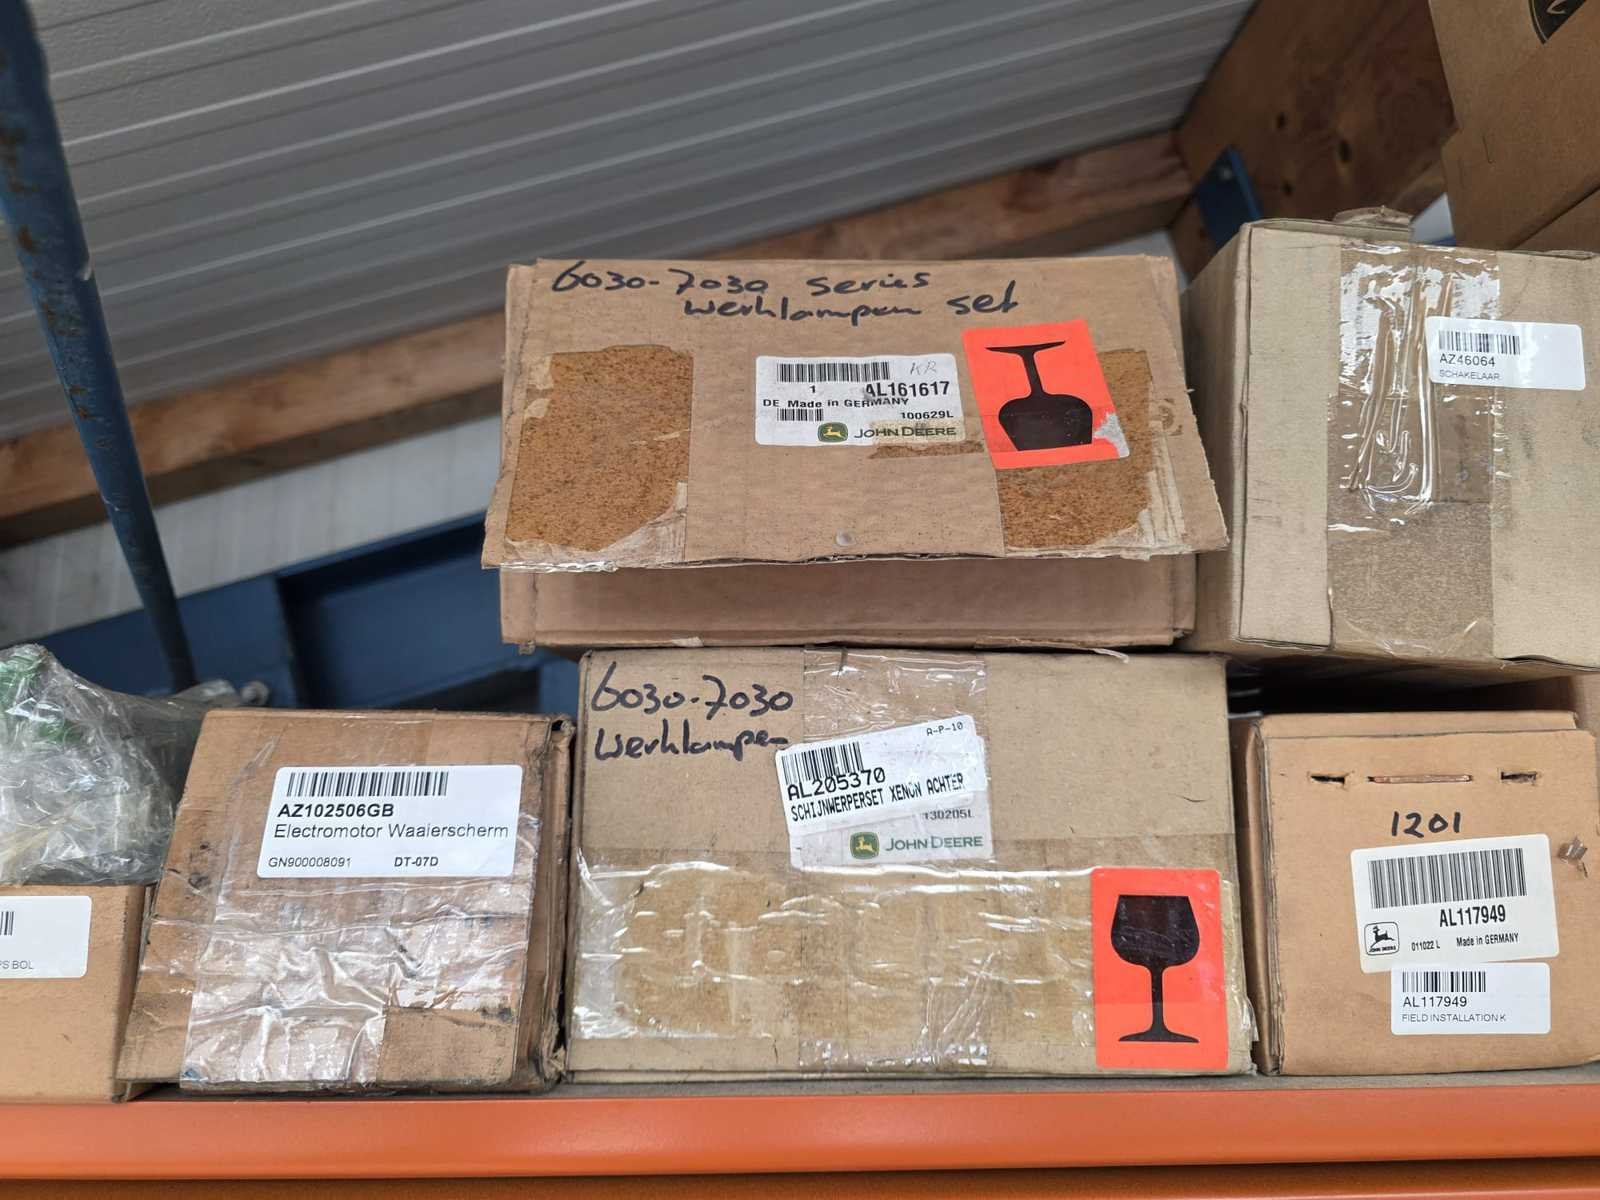 6030-7030 series
werklampen set
KR
1 AL161617
DE Made in GERMANY
100629L
JOHN DEERE
AZ46064
SCHAKELAAR
6030-7030
werklampen
A-P-10
AL205370
SCHIJNWERPERSET XENON ACHTER
130205L
JOHN DEERE
AZ102506GB
Electromotor Waaierscherm
GN900008091 DT-07D
PS BOL
1201
AL117949
JOHN DEERE
011022 L Made in GERMANY
AL117949
FIELD INSTALLATION K